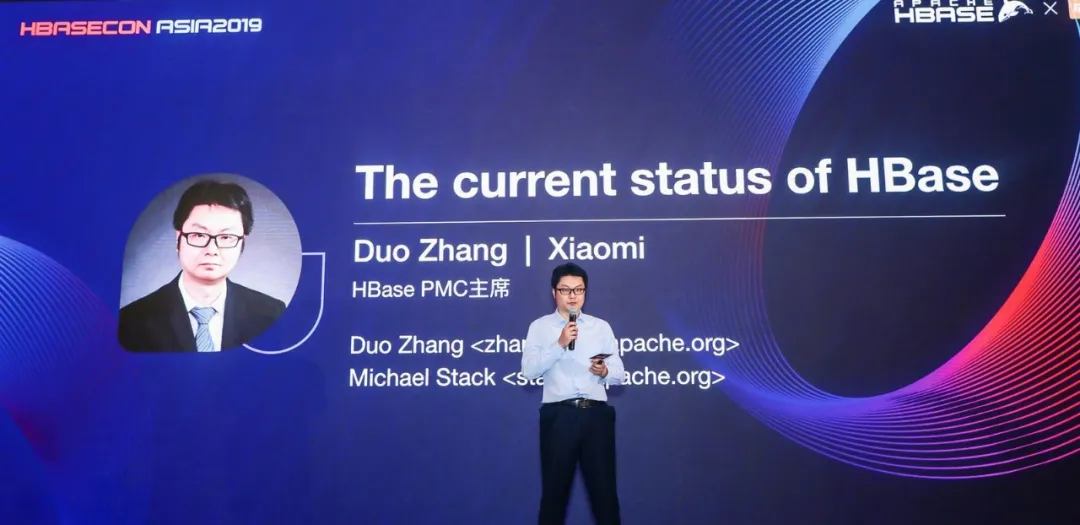 HBASECON ASIA2019
APACHE
HBASE
The current status of HBase
Duo Zhang | Xiaomi
HBase PMC主席
Duo Zhang
Michael Stack